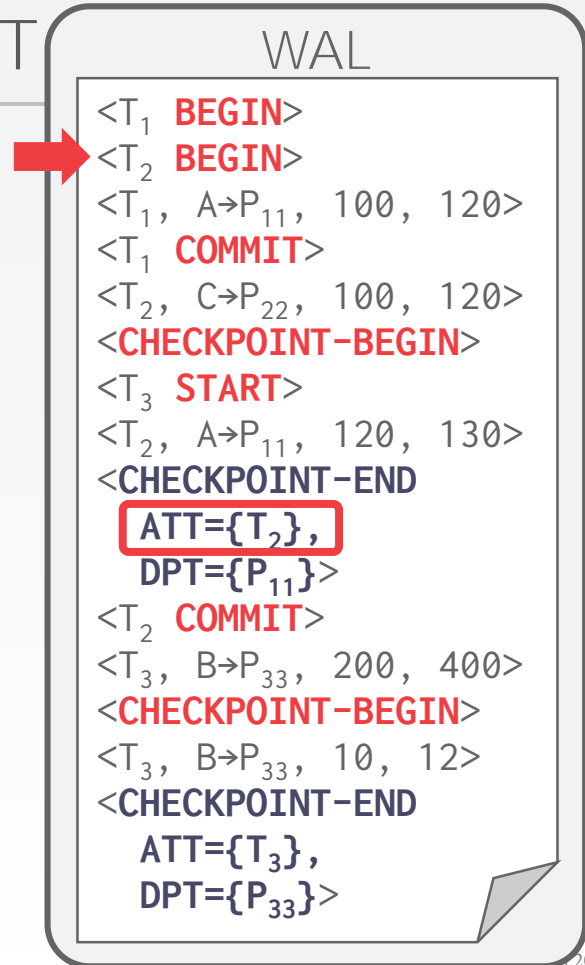 T
WAL
<T₁ BEGIN>
<T₂ BEGIN>
<T₁, A→P₁₁, 100, 120>
<T₁ COMMIT>
<T₂, C→P₂₂, 100, 120>
<CHECKPOINT-BEGIN>
<T₃ START>
<T₂, A→P₁₁, 120, 130>
<CHECKPOINT-END
ATT={T₂},
DPT={P₁₁}>
<T₂ COMMIT>
<T₃, B→P₃₃, 200, 400>
<CHECKPOINT-BEGIN>
<T₃, B→P₃₃, 10, 12>
<CHECKPOINT-END
ATT={T₃},
DPT={P₃₃}>